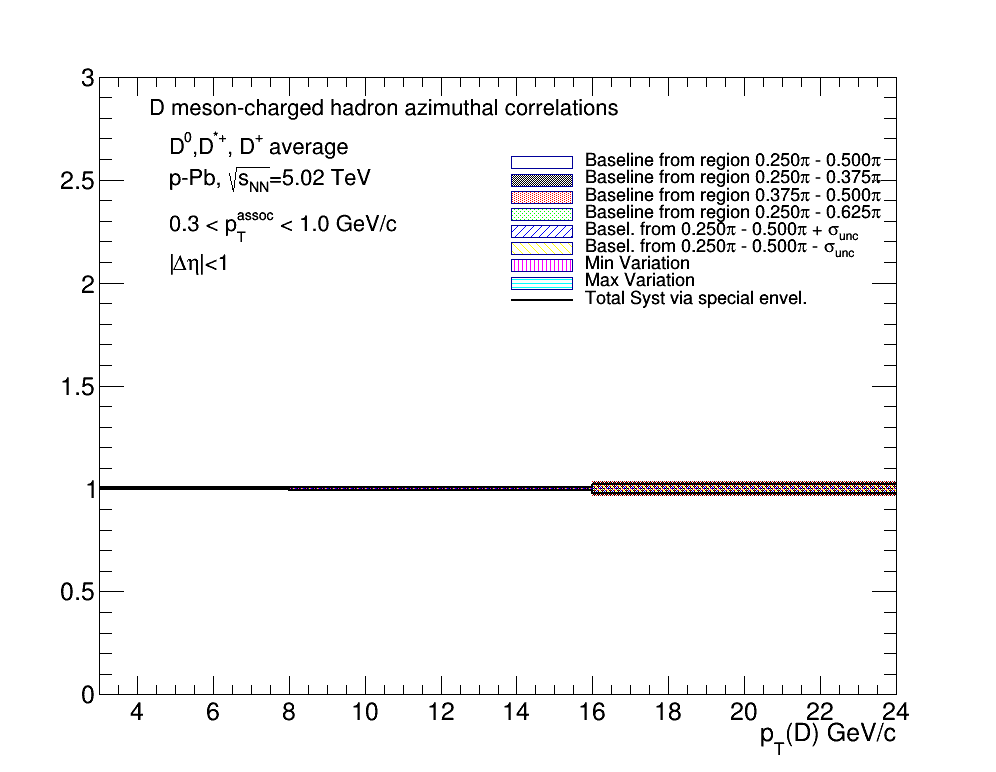 D meson-charged hadron azimuthal correlations
D⁰,D*⁺, D⁺ average
p-Pb, √sNN=5.02 TeV
0.3 < pTassoc < 1.0 GeV/c
|Δη|<1
Baseline from region 0.250π - 0.500π
Baseline from region 0.250π - 0.375π
Baseline from region 0.375π - 0.500π
Baseline from region 0.250π - 0.625π
Basel. from 0.250π - 0.500π + σunc
Basel. from 0.250π - 0.500π - σunc
Min Variation
Max Variation
Total Syst via special envel.
3
2.5
2
1.5
1
0.5
0
4 6 8 10 12 14 16 18 20 22 24
pT(D) GeV/c